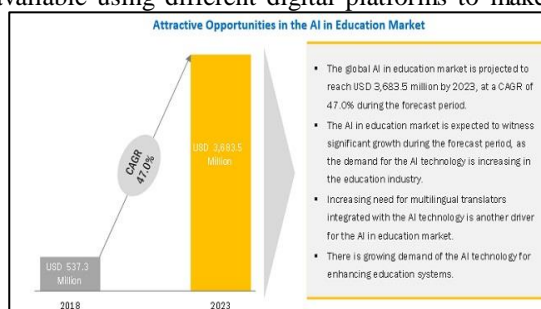 available using different digital platforms to make
Attractive Opportunities in the AI in Education Market
CAGR
47.0%
USD 3,683.5
Million
USD 537.3
Million
2018
2023
▪ The global AI in education market is projected to
reach USD 3,683.5 million by 2023, at a CAGR of
47.0% during the forecast period.
▪ The AI in education market is expected to witness
significant growth during the forecast period, as
the demand for the AI technology is increasing in
the education industry.
▪ Increasing need for multilingual translators
integrated with the AI technology is another driver
for the AI in education market.
▪ There is growing demand of the AI technology for
enhancing education systems.